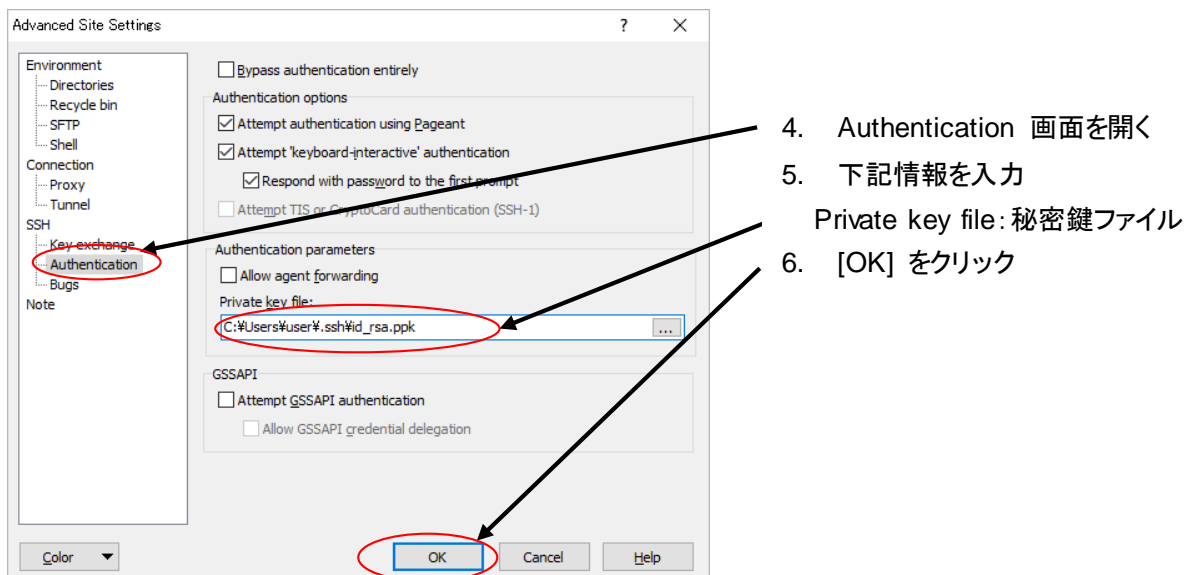 Advanced Site Settings
?
×
Environment
Directories
Recycle bin
SFTP
Shell
Connection
Proxy
Tunnel
SSH
Key exchange
Authentication
Bugs
Note
Bypass authentication entirely
Authentication options
Attempt authentication using Pageant
Attempt 'keyboard-interactive' authentication
Respond with password to the first prompt
Attempt TIS or CryptoCard authentication (SSH-1)
Authentication parameters
Allow agent forwarding
Private key file:
C:¥Users¥user¥.ssh¥id_rsa.ppk
...
GSSAPI
Attempt GSSAPI authentication
Allow GSSAPI credential delegation
Color
OK
Cancel
Help
4. Authentication 画面を開く
5. 下記情報を入力
Private key file:秘密鍵ファイル
6. [OK] をクリック